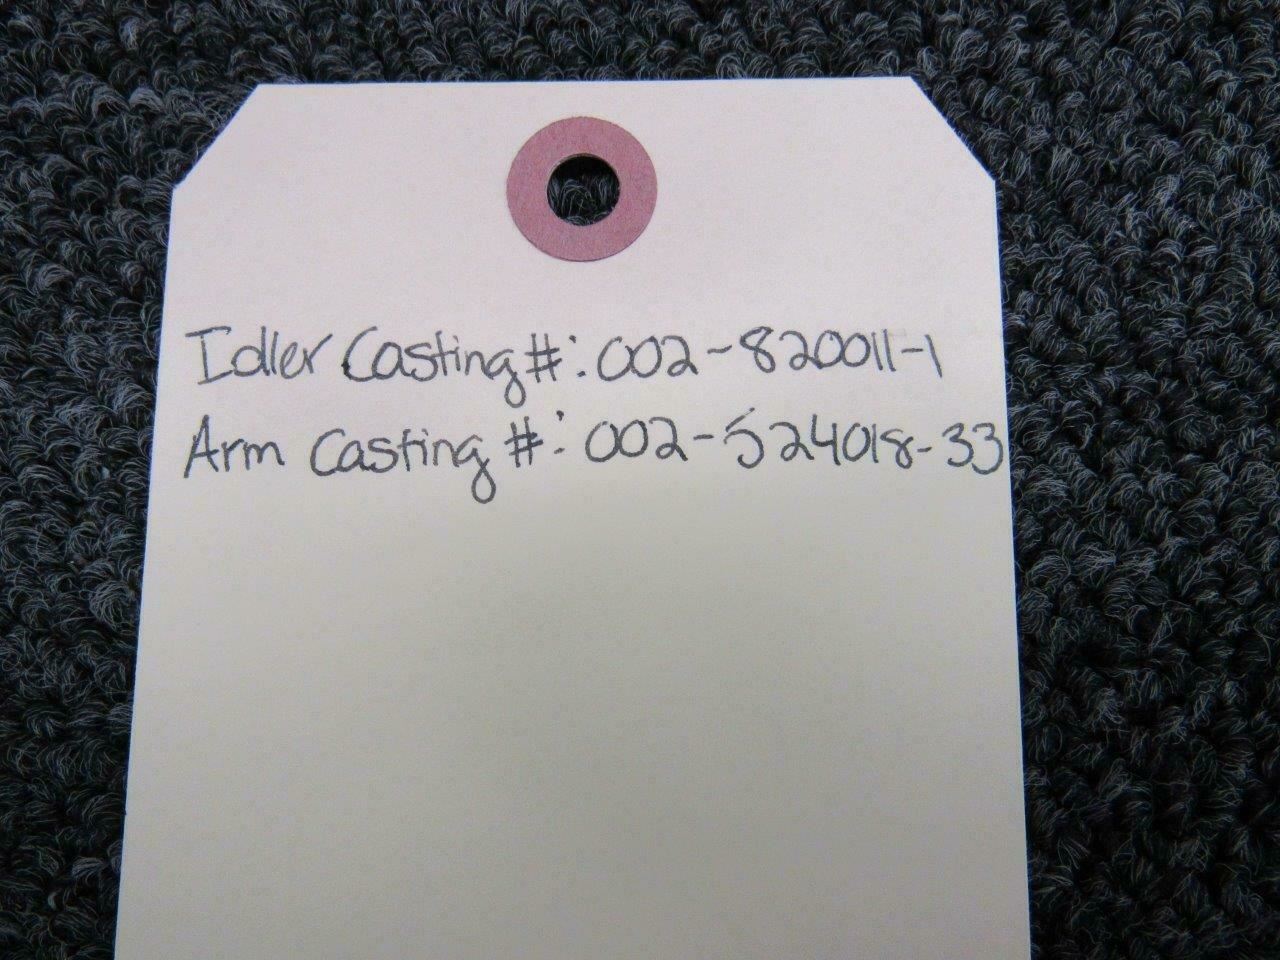 Idler Casting #: 002-820011-1
Arm Casting #: 002-524018-33